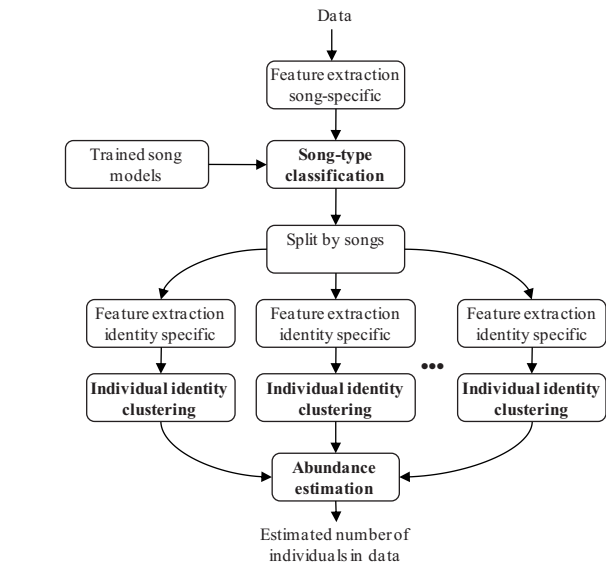 Data
Feature extraction
song-specific
Trained song
models
Song-type
classification
Split by songs
Feature extraction
identity specific
Feature extraction
identity specific
Feature extraction
identity specific
•••
Individual identity
clustering
Individual identity
clustering
Individual identity
clustering
Abundance
estimation
Estimated number of
individuals in data